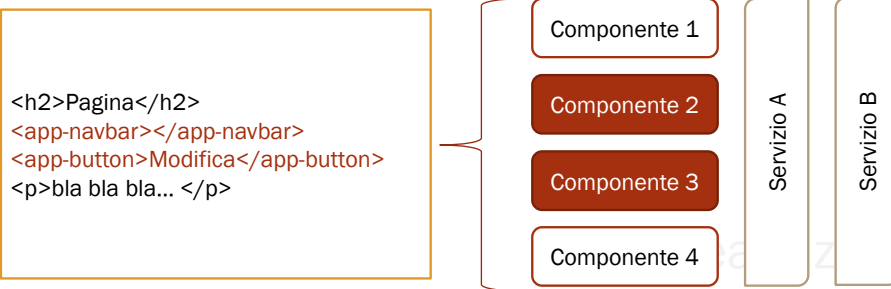 <h2>Pagina</h2>
<app-navbar></app-navbar>
<app-button>Modifica</app-button>
<p>bla bla bla... </p>
Componente 1
Componente 2
Componente 3
Componente 4
Servizio A
Servizio B